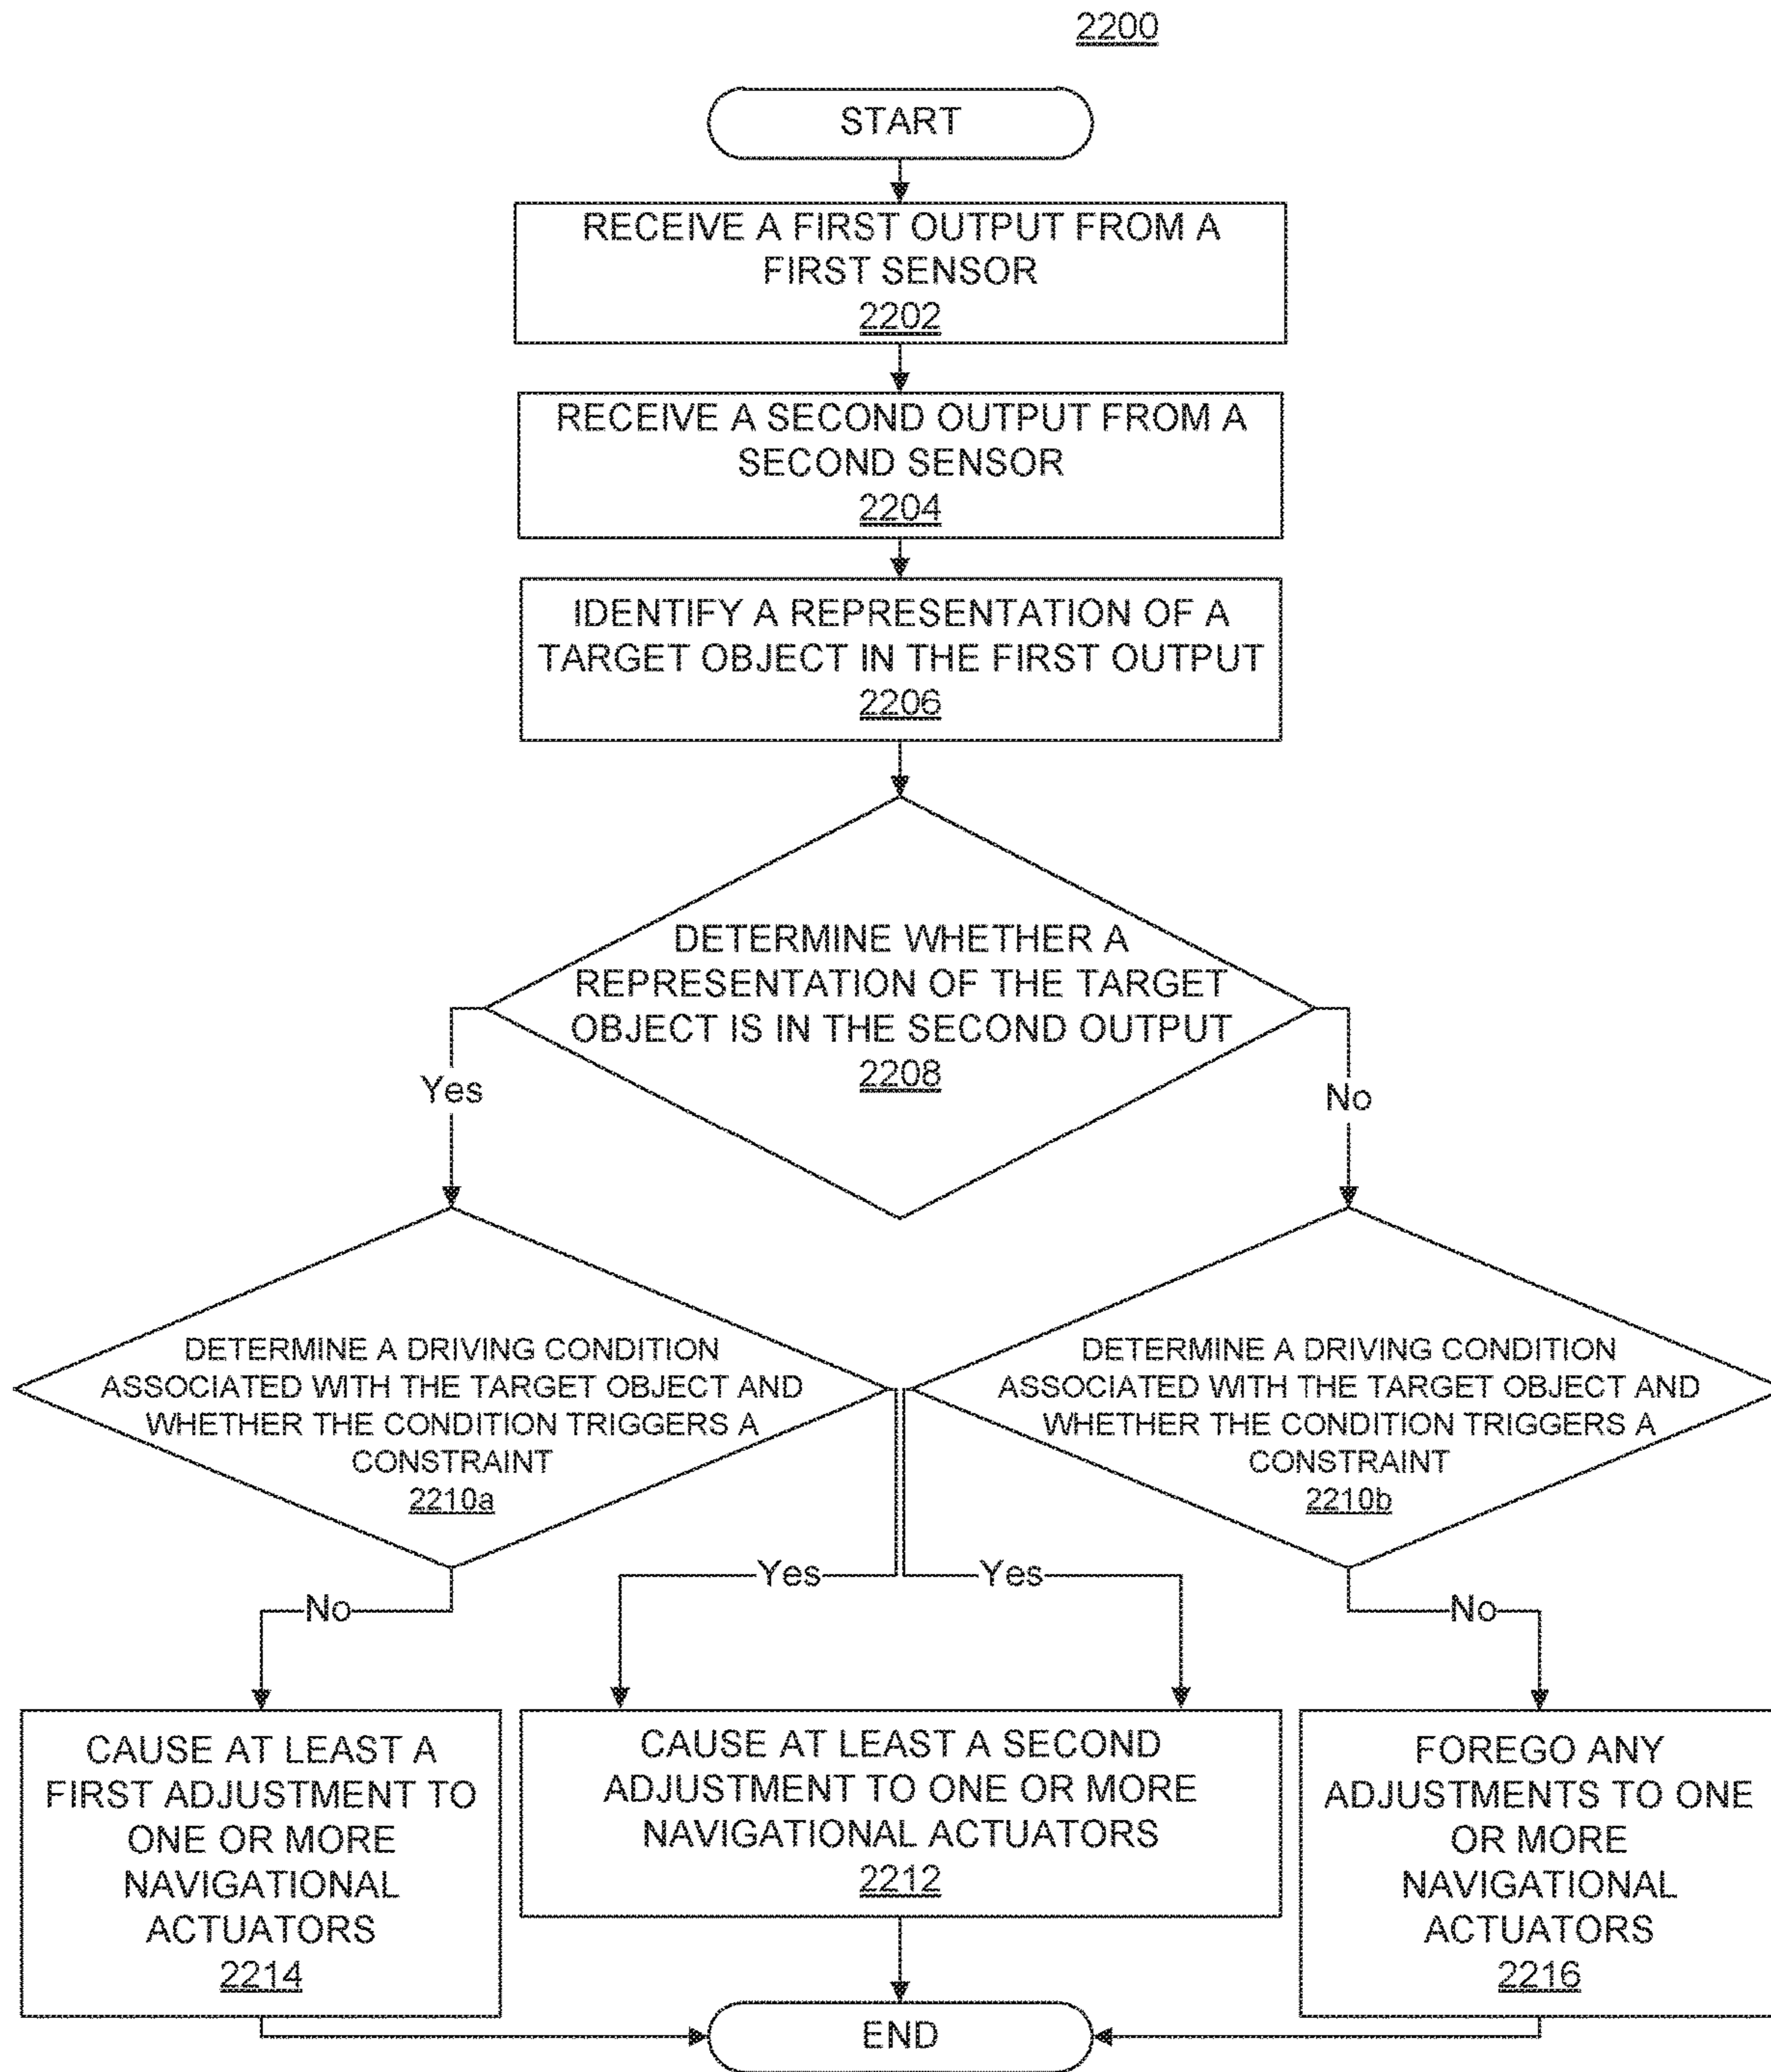 2200
START
RECEIVE A FIRST OUTPUT FROM A
FIRST SENSOR
2202
RECEIVE A SECOND OUTPUT FROM A
SECOND SENSOR
2204
IDENTIFY A REPRESENTATION OF A
TARGET OBJECT IN THE FIRST OUTPUT
2206
DETERMINE WHETHER A
REPRESENTATION OF THE TARGET
OBJECT IS IN THE SECOND OUTPUT
2208
Yes
No
DETERMINE A DRIVING CONDITION
ASSOCIATED WITH THE TARGET OBJECT AND
WHETHER THE CONDITION TRIGGERS A
CONSTRAINT
2210a
DETERMINE A DRIVING CONDITION
ASSOCIATED WITH THE TARGET OBJECT AND
WHETHER THE CONDITION TRIGGERS A
CONSTRAINT
2210b
No
Yes
Yes
No
CAUSE AT LEAST A
FIRST ADJUSTMENT TO
ONE OR MORE
NAVIGATIONAL
ACTUATORS
2214
CAUSE AT LEAST A SECOND
ADJUSTMENT TO ONE OR MORE
NAVIGATIONAL ACTUATORS
2212
FOREGO ANY
ADJUSTMENTS TO ONE
OR MORE
NAVIGATIONAL
ACTUATORS
2216
END